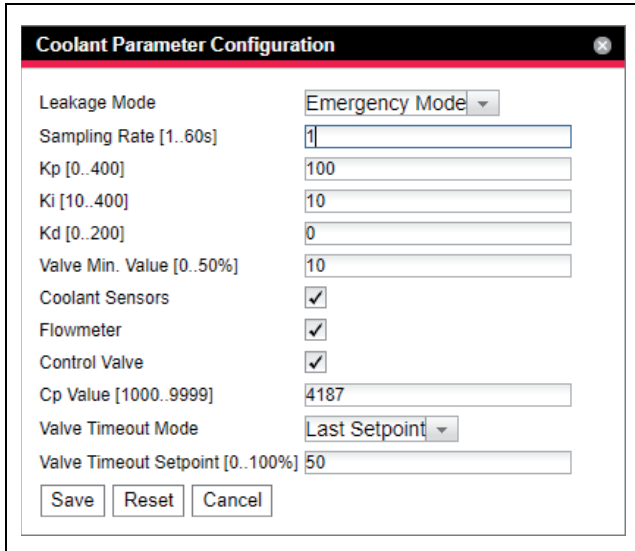 Coolant Parameter Configuration
Leakage Mode Emergency Mode
Sampling Rate [1..60s] 1
Kp [0..400] 100
Ki [10..400] 10
Kd [0..200] 0
Valve Min. Value [0..50%] 10
Coolant Sensors
Flowmeter
Control Valve
Cp Value [1000..9999] 4187
Valve Timeout Mode Last Setpoint
Valve Timeout Setpoint [0..100%] 50
Save Reset Cancel